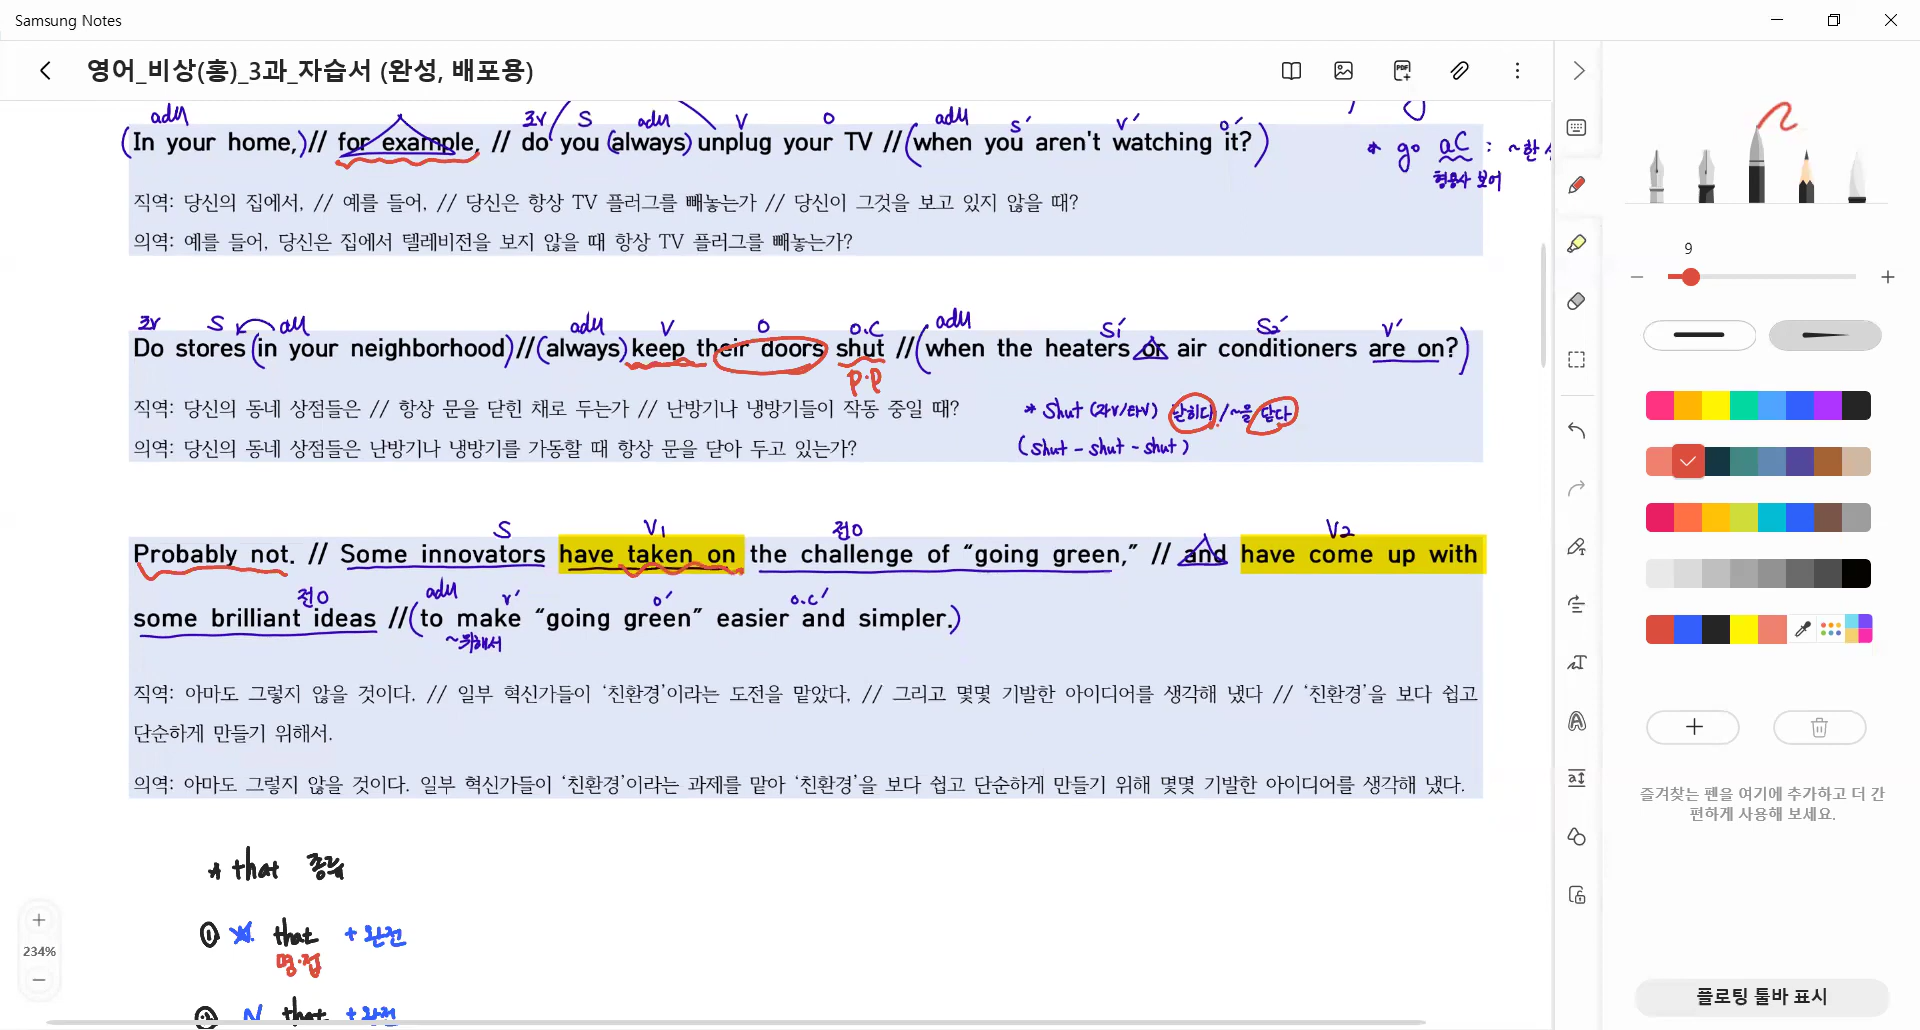 Samsung Notes
영어_비상(홍)_3과_자습서 (완성, 배포용)
adu 조v S adu V O adu S′ V′ O′
(In your home,)// for example, // do you (always) unplug your TV //(when you aren't watching it?)
* go aC : ~한
형용사 보어
직역: 당신의 집에서, // 예를 들어, // 당신은 항상 TV 플러그를 빼놓는가 // 당신이 그것을 보고 있지 않을 때?
의역: 예를 들어, 당신은 집에서 텔레비전을 보지 않을 때 항상 TV 플러그를 빼놓는가?
조v S adu V O O.C adu S1′ S2′ V′
Do stores (in your neighborhood)//(always) keep their doors shut //(when the heaters or air conditioners are on?)
P.P
직역: 당신의 동네 상점들은 // 항상 문을 닫힌 채로 두는가 // 난방기나 냉방기들이 작동 중일 때?
* Shut (자v/타v) 닫히다 / ~을 닫다
의역: 당신의 동네 상점들은 난방기나 냉방기를 가동할 때 항상 문을 닫아 두고 있는가?
(Shut - shut - shut)
S V1 전O V2
Probably not. // Some innovators have taken on the challenge of “going green,” // and have come up with
전O adu V′ O′ O.C′
some brilliant ideas //(to make “going green” easier and simpler.)
~위해서
직역: 아마도 그렇지 않을 것이다. // 일부 혁신가들이 ‘친환경’이라는 도전을 맡았다, // 그리고 몇몇 기발한 아이디어를 생각해 냈다 // ‘친환경’을 보다 쉽고
단순하게 만들기 위해서.
의역: 아마도 그렇지 않을 것이다. 일부 혁신가들이 ‘친환경’이라는 과제를 맡아 ‘친환경’을 보다 쉽고 단순하게 만들기 위해 몇몇 기발한 아이디어를 생각해 냈다.
* that 종류
① that + 완전
명.접
② N that + 완전
234%
9
즐겨찾는 펜을 여기에 추가하고 더 간
편하게 사용해 보세요.
플로팅 툴바 표시